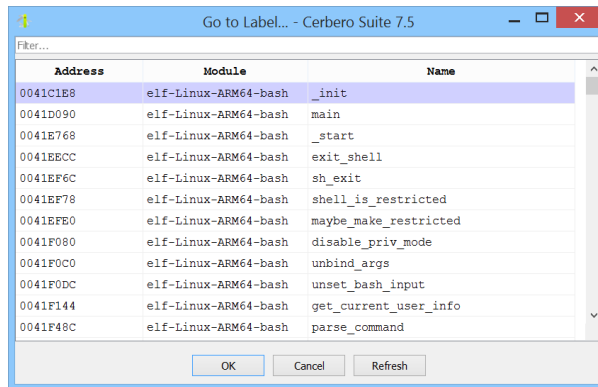 Go to Label... - Cerbero Suite 7.5
Filter...
Address Module Name
0041C1E8 elf-Linux-ARM64-bash _init
0041D090 elf-Linux-ARM64-bash main
0041E768 elf-Linux-ARM64-bash _start
0041EECC elf-Linux-ARM64-bash exit_shell
0041EF6C elf-Linux-ARM64-bash sh_exit
0041EF78 elf-Linux-ARM64-bash shell_is_restricted
0041EFE0 elf-Linux-ARM64-bash maybe_make_restricted
0041F080 elf-Linux-ARM64-bash disable_priv_mode
0041F0C0 elf-Linux-ARM64-bash unbind_args
0041F0DC elf-Linux-ARM64-bash unset_bash_input
0041F144 elf-Linux-ARM64-bash get_current_user_info
0041F48C elf-Linux-ARM64-bash parse_command
OK Cancel Refresh